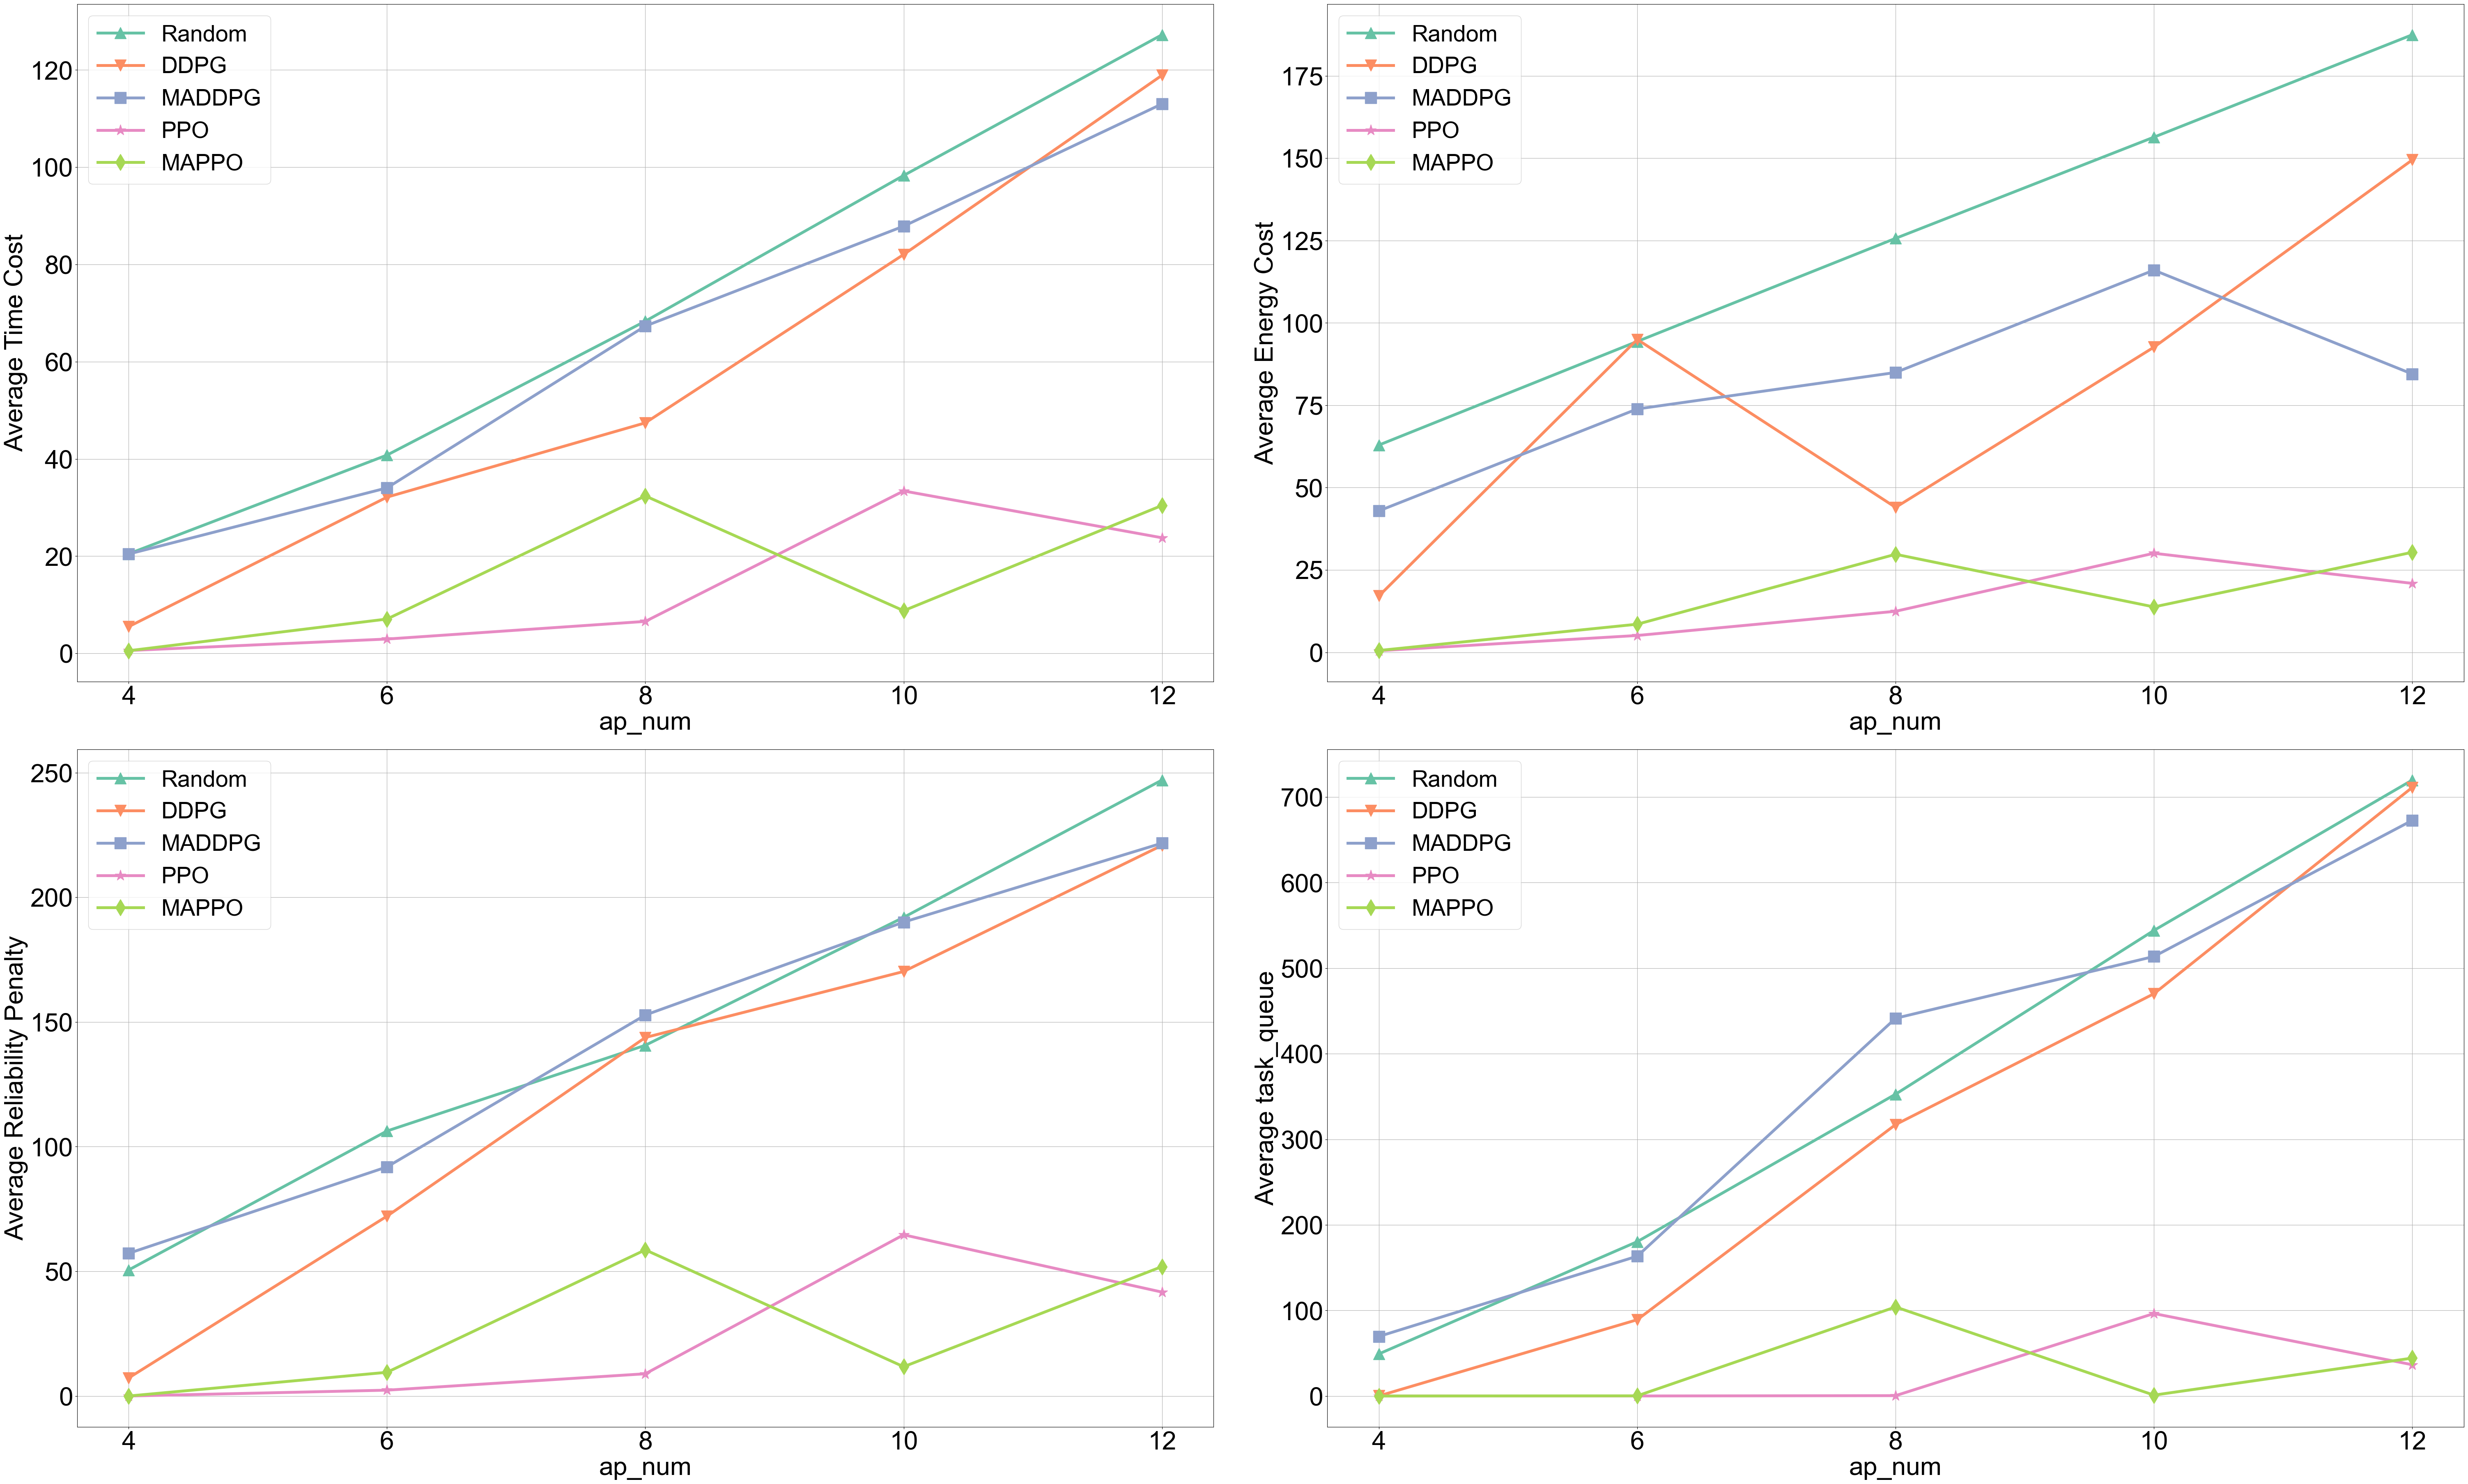 Average Time Cost
120
100
80
60
40
20
0
Random
DDPG
MADDPG
PPO
MAPPO
4 6 8 10 12
ap_num
Average Energy Cost
175
150
125
100
75
50
25
0
Random
DDPG
MADDPG
PPO
MAPPO
4 6 8 10 12
ap_num
Average Reliability Penalty
250
200
150
100
50
0
Random
DDPG
MADDPG
PPO
MAPPO
4 6 8 10 12
ap_num
Average task_queue
700
600
500
400
300
200
100
0
Random
DDPG
MADDPG
PPO
MAPPO
4 6 8 10 12
ap_num